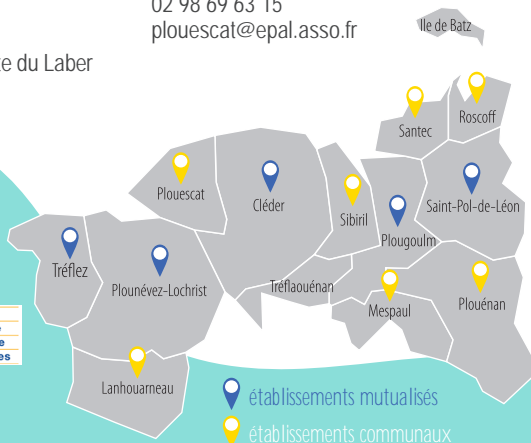 02 98 69 63 15
plouescat@epal.asso.fr
te du Laber
Ile de Batz
Roscoff
Santec
Plouescat
Cléder
Sibiril
Saint-Pol-de-Léon
Plougoulm
Tréflez
Plounévez-Lochrist
Tréflaouénan
Mespaul
Plouénan
Lanhouarneau
établissements mutualisés
établissements communaux